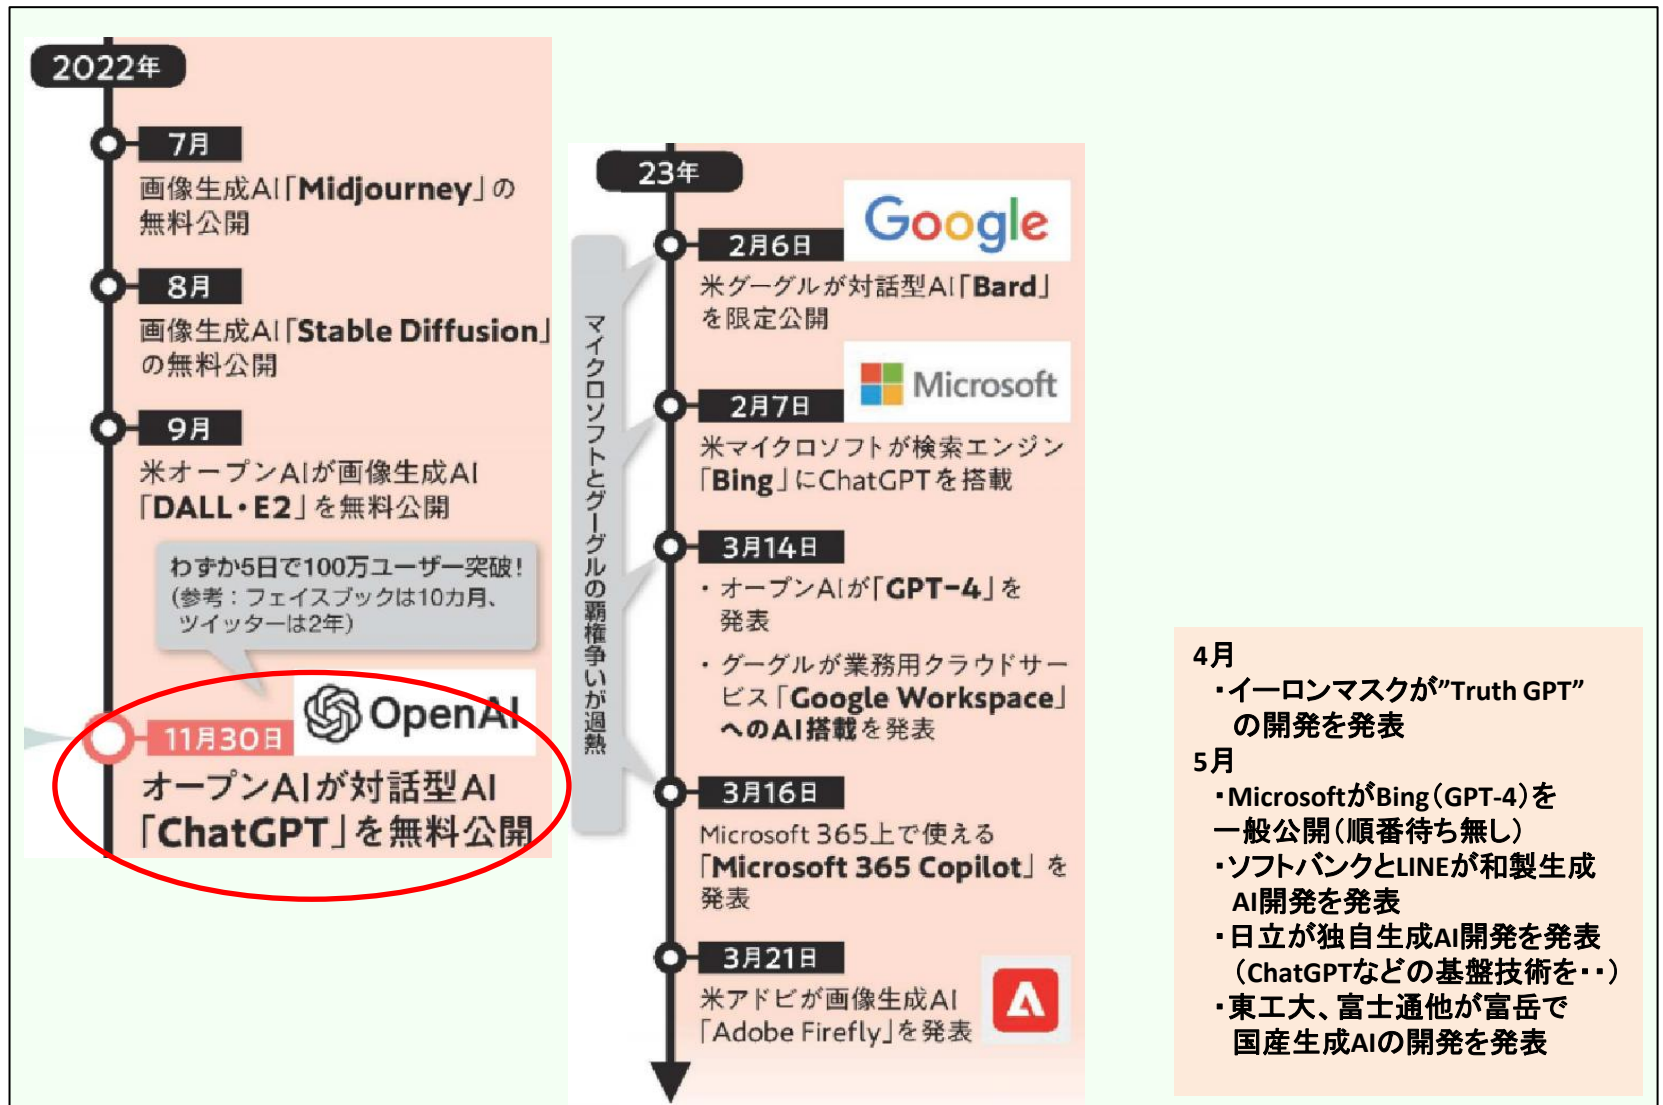 2022年
7月
画像生成AI「Midjourney」の
無料公開
8月
画像生成AI「Stable Diffusion」
の無料公開
9月
米オープンAIが画像生成AI
「DALL・E2」を無料公開
わずか5日で100万ユーザー突破！
（参考：フェイスブックは10カ月、
ツイッターは2年）
OpenAI
11月30日
オープンAIが対話型AI
「ChatGPT」を無料公開
23年
マイクロソフトとグーグルの覇権争いが過熱
Google
2月6日
米グーグルが対話型AI「Bard」
を限定公開
Microsoft
2月7日
米マイクロソフトが検索エンジン
「Bing」にChatGPTを搭載
3月14日
・オープンAIが「GPT-4」を
発表
・グーグルが業務用クラウドサー
ビス「Google Workspace」
へのAI搭載を発表
3月16日
Microsoft 365上で使える
「Microsoft 365 Copilot」を
発表
3月21日
米アドビが画像生成AI
「Adobe Firefly」を発表
4月
・イーロンマスクが”Truth GPT”
の開発を発表
5月
・MicrosoftがBing（GPT-4）を
一般公開（順番待ち無し）
・ソフトバンクとLINEが和製生成
AI開発を発表
・日立が独自生成AI開発を発表
（ChatGPTなどの基盤技術を・・）
・東工大、富士通他が富岳で
国産生成AIの開発を発表